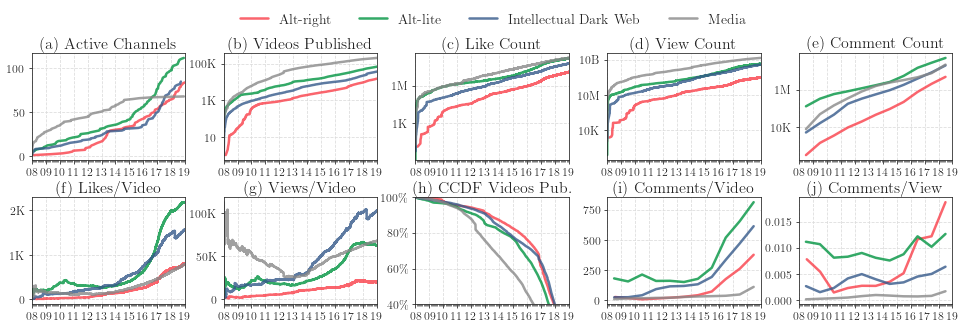 Alt-right Alt-lite Intellectual Dark Web Media
(a) Active Channels (b) Videos Published (c) Like Count (d) View Count (e) Comment Count
100
50
0
08 09 10 11 12 13 14 15 16 17 18 19
100K
1K
10
08 09 10 11 12 13 14 15 16 17 18 19
1M
1K
08 09 10 11 12 13 14 15 16 17 18 19
10B
10M
10K
08 09 10 11 12 13 14 15 16 17 18 19
1M
10K
08 09 10 11 12 13 14 15 16 17 18 19
(f) Likes/Video (g) Views/Video (h) CCDF Videos Pub. (i) Comments/Video (j) Comments/View
2K
1K
0
08 09 10 11 12 13 14 15 16 17 18 19
100K
50K
0
08 09 10 11 12 13 14 15 16 17 18 19
100%
80%
60%
40%
08 09 10 11 12 13 14 15 16 17 18 19
750
500
250
0
08 09 10 11 12 13 14 15 16 17 18 19
0.015
0.010
0.005
0.000
08 09 10 11 12 13 14 15 16 17 18 19